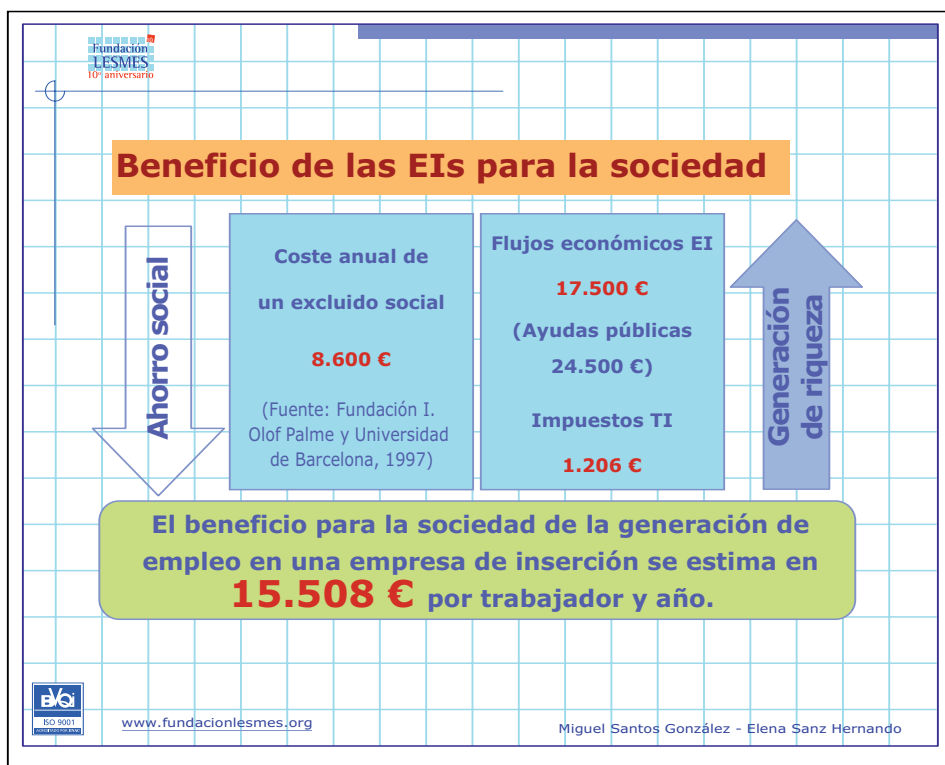 Fundación
LESMES
10º aniversario
Beneficio de las EIs para la sociedad
Ahorro social
Coste anual de
un excluido social
8.600 €
(Fuente: Fundación I.
Olof Palme y Universidad
de Barcelona, 1997)
Flujos económicos EI
17.500 €
(Ayudas públicas
24.500 €)
Impuestos TI
1.206 €
Generación
de riqueza
El beneficio para la sociedad de la generación de
empleo en una empresa de inserción se estima en
15.508 € por trabajador y año.
BVQi
ISO 9001
ACREDITADO POR ENAC
www.fundacionlesmes.org
Miguel Santos González - Elena Sanz Hernando